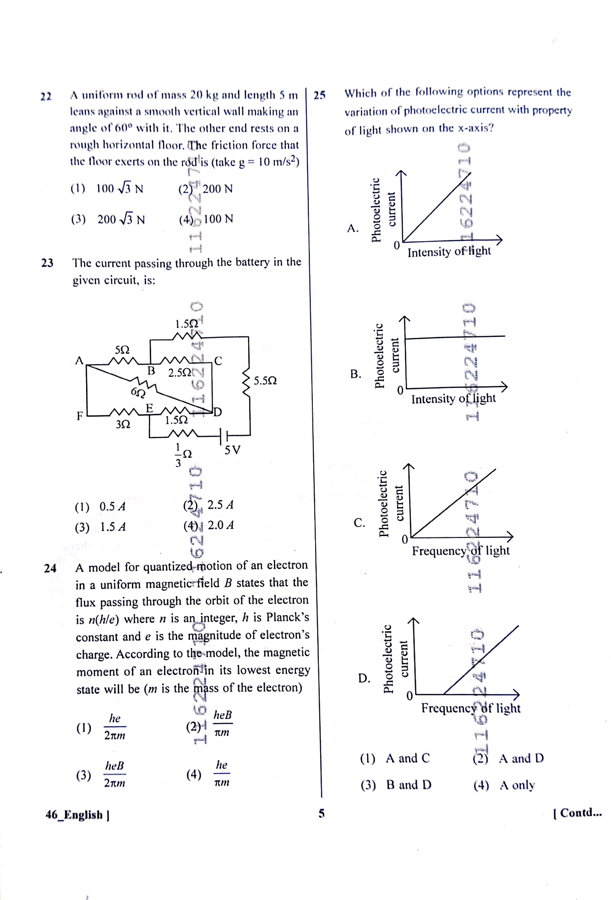 22 A uniform rod of mass 20 kg and length 5 m
leans against a smooth vertical wall making an
angle of 60° with it. The other end rests on a
rough horizontal floor. The friction force that
the floor exerts on the rod is (take g = 10 m/s²)
(1) 100 √3 N (2) 200 N
(3) 200 √3 N (4) 100 N
23 The current passing through the battery in the
given circuit, is:
1.5Ω
5Ω
A B 2.5Ω C
6Ω 5.5Ω
F E D
3Ω 1.5Ω
1/3 Ω 5V
(1) 0.5 A (2) 2.5 A
(3) 1.5 A (4) 2.0 A
24 A model for quantized motion of an electron
in a uniform magnetic field B states that the
flux passing through the orbit of the electron
is n(h/e) where n is an integer, h is Planck's
constant and e is the magnitude of electron's
charge. According to the model, the magnetic
moment of an electron in its lowest energy
state will be (m is the mass of the electron)
(1) he/2πm (2) heB/πm
(3) heB/2πm (4) he/πm
25 Which of the following options represent the
variation of photoelectric current with property
of light shown on the x-axis?
A. Photoelectric current
0 Intensity of light
B. Photoelectric current
0 Intensity of light
C. Photoelectric current
0 Frequency of light
D. Photoelectric current
0 Frequency of light
(1) A and C (2) A and D
(3) B and D (4) A only
46_English ] 5 [ Contd...
116224710
116224710
116224710
116224710
116224710